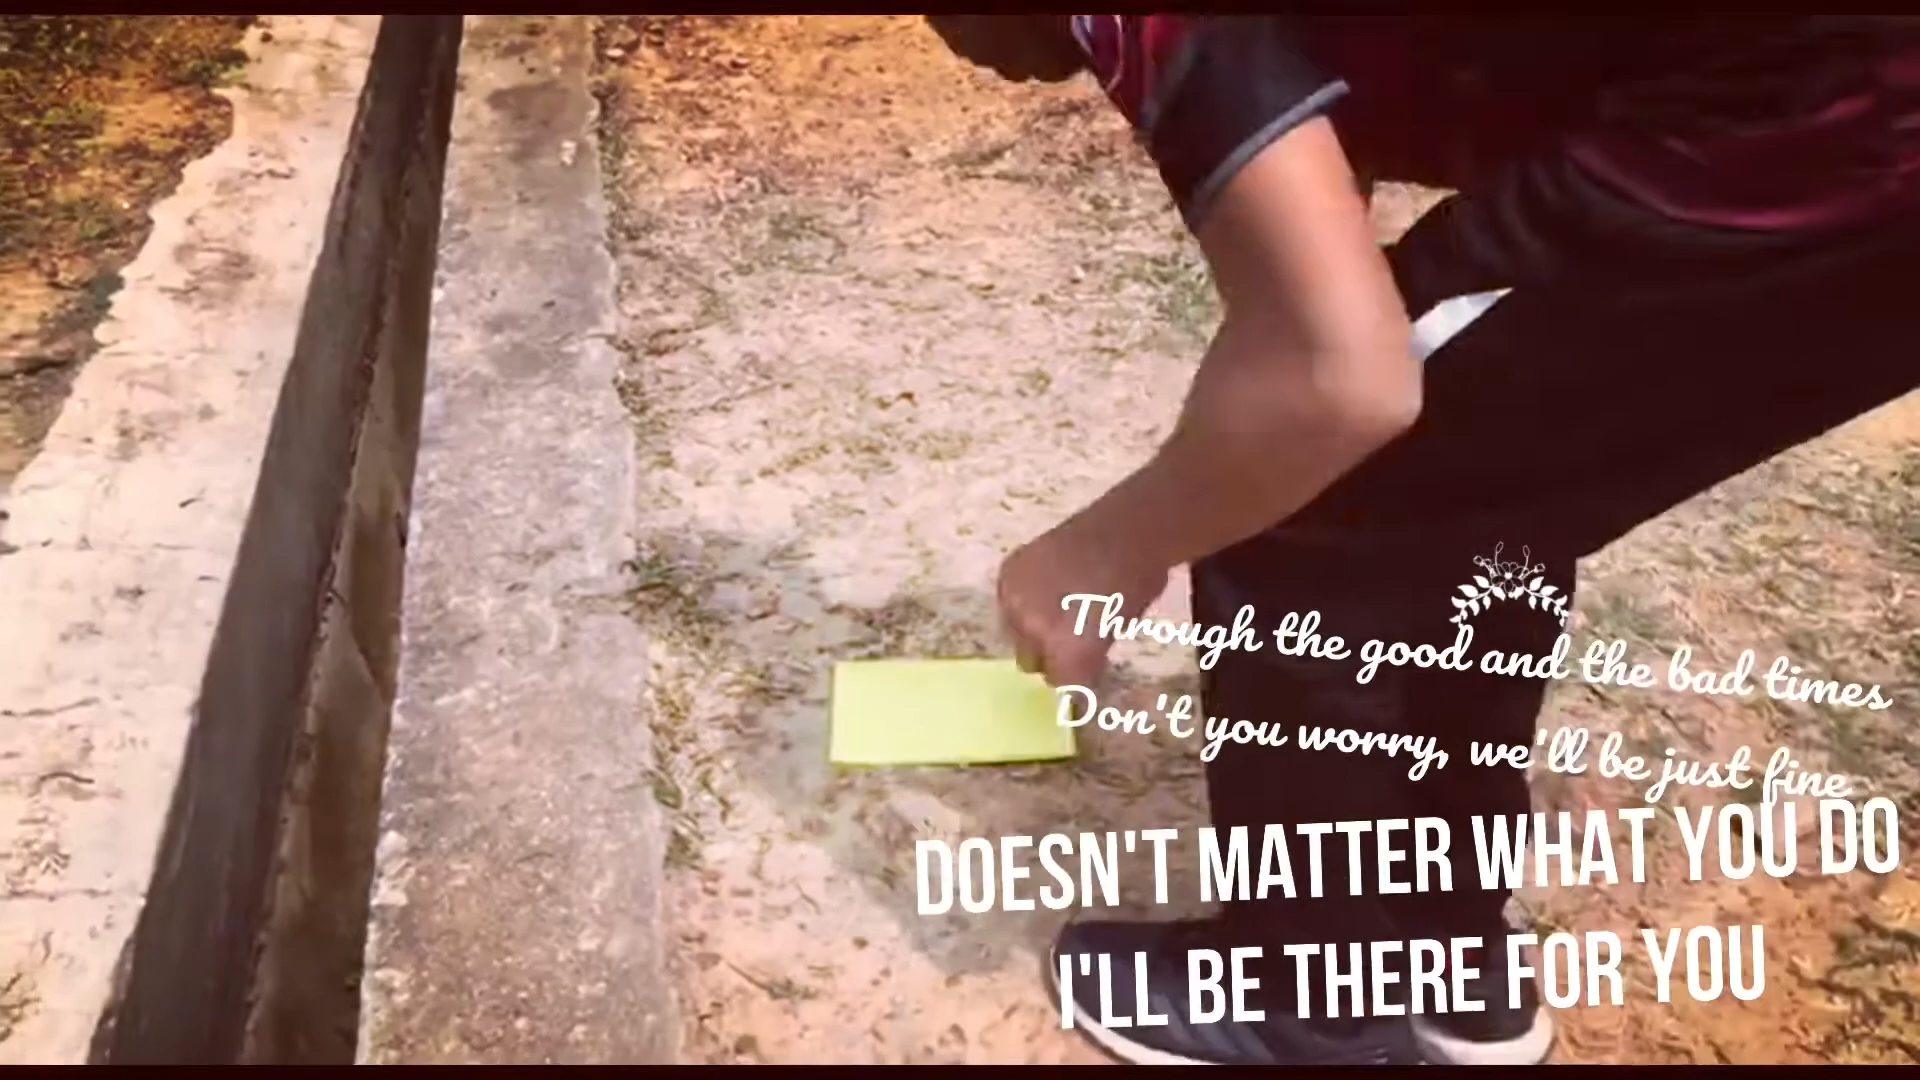 Through the good and the bad times
Don't you worry, we'll be just fine
DOESN'T MATTER WHAT YOU DO
I'LL BE THERE FOR YOU